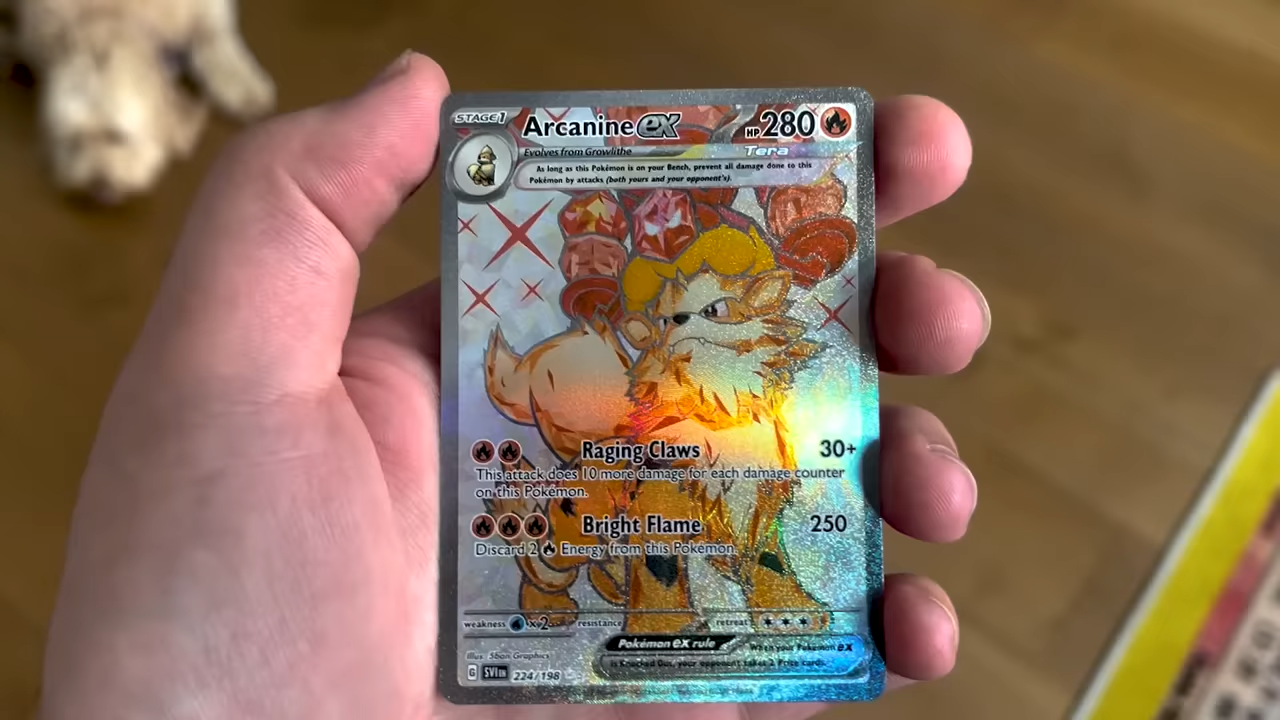 STAGE1
Arcanine ex
HP 280
Evolves from Growlithe
Tera
As long as this Pokémon is on your Bench, prevent all damage done to this
Pokémon by attacks (both yours and your opponent's).
Raging Claws 30+
This attack does 10 more damage for each damage counter
on this Pokémon.
Bright Flame 250
Discard 2 Energy from this Pokémon.
weakness ×2 resistance retreat
Pokémon ex rule When your Pokémon ex
is Knocked Out, your opponent takes 2 Prize cards.
Illus. 5ban Graphics
G SVI EN 224/198